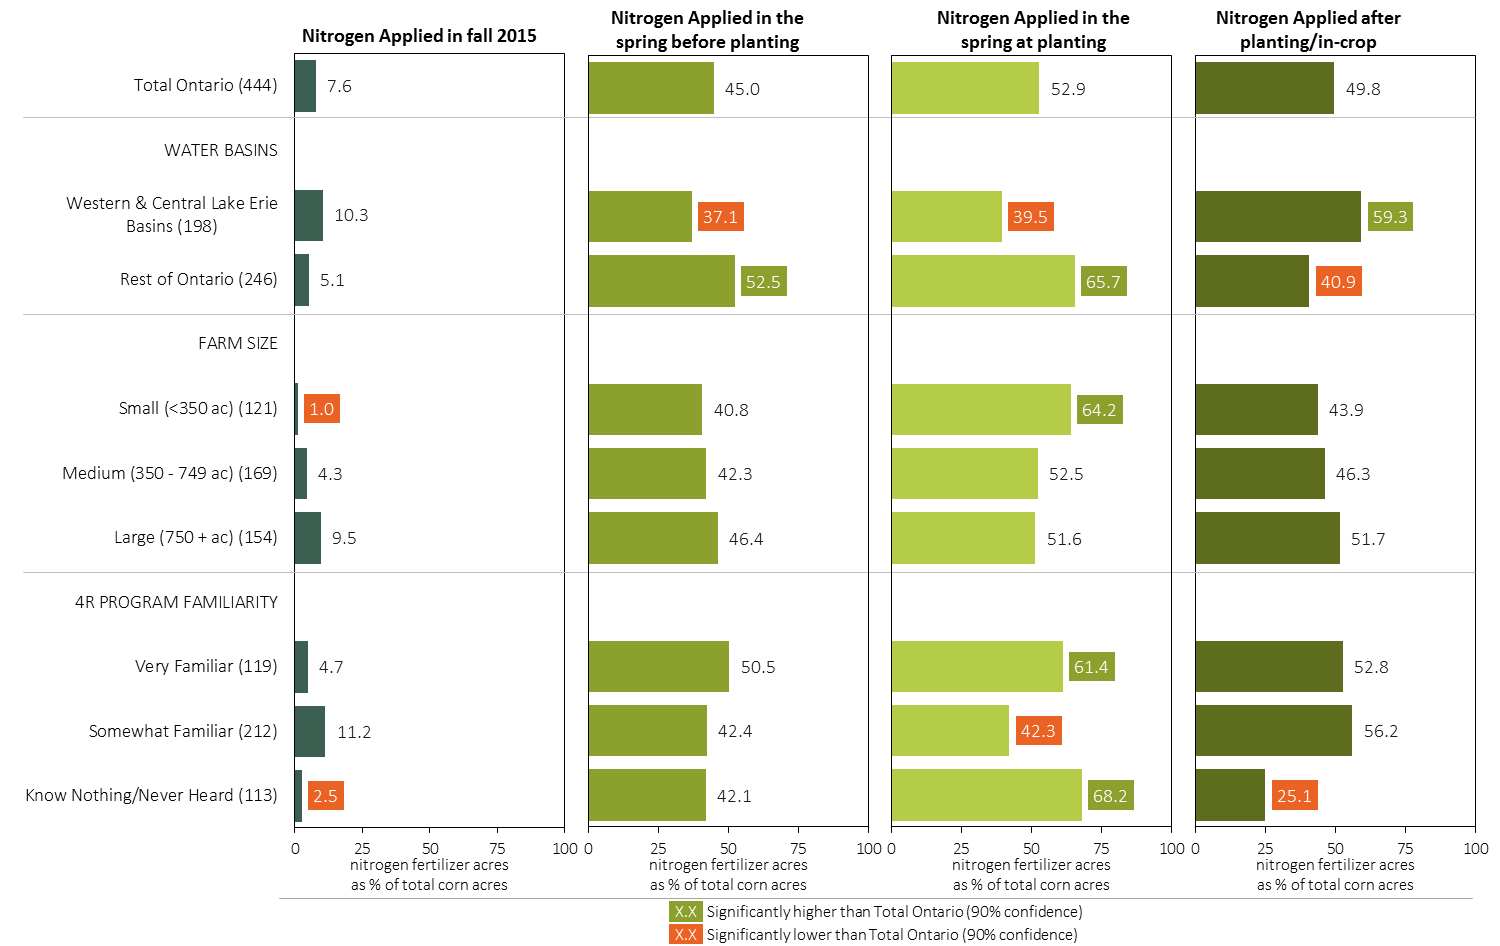 Nitrogen Applied in fall 2015
Nitrogen Applied in the
spring before planting
Nitrogen Applied in the
spring at planting
Nitrogen Applied after
planting/in-crop
Total Ontario (444)
7.6
45.0
52.9
49.8
WATER BASINS
Western & Central Lake Erie
Basins (198)
10.3
37.1
39.5
59.3
Rest of Ontario (246)
5.1
52.5
65.7
40.9
FARM SIZE
Small (<350 ac) (121)
1.0
40.8
64.2
43.9
Medium (350 - 749 ac) (169)
4.3
42.3
52.5
46.3
Large (750 + ac) (154)
9.5
46.4
51.6
51.7
4R PROGRAM FAMILIARITY
Very Familiar (119)
4.7
50.5
61.4
52.8
Somewhat Familiar (212)
11.2
42.4
42.3
56.2
Know Nothing/Never Heard (113)
2.5
42.1
68.2
25.1
0 25 50 75 100
nitrogen fertilizer acres
as % of total corn acres
0 25 50 75 100
nitrogen fertilizer acres
as % of total corn acres
0 25 50 75 100
nitrogen fertilizer acres
as % of total corn acres
0 25 50 75 100
nitrogen fertilizer acres
as % of total corn acres
X.X Significantly higher than Total Ontario (90% confidence)
X.X Significantly lower than Total Ontario (90% confidence)